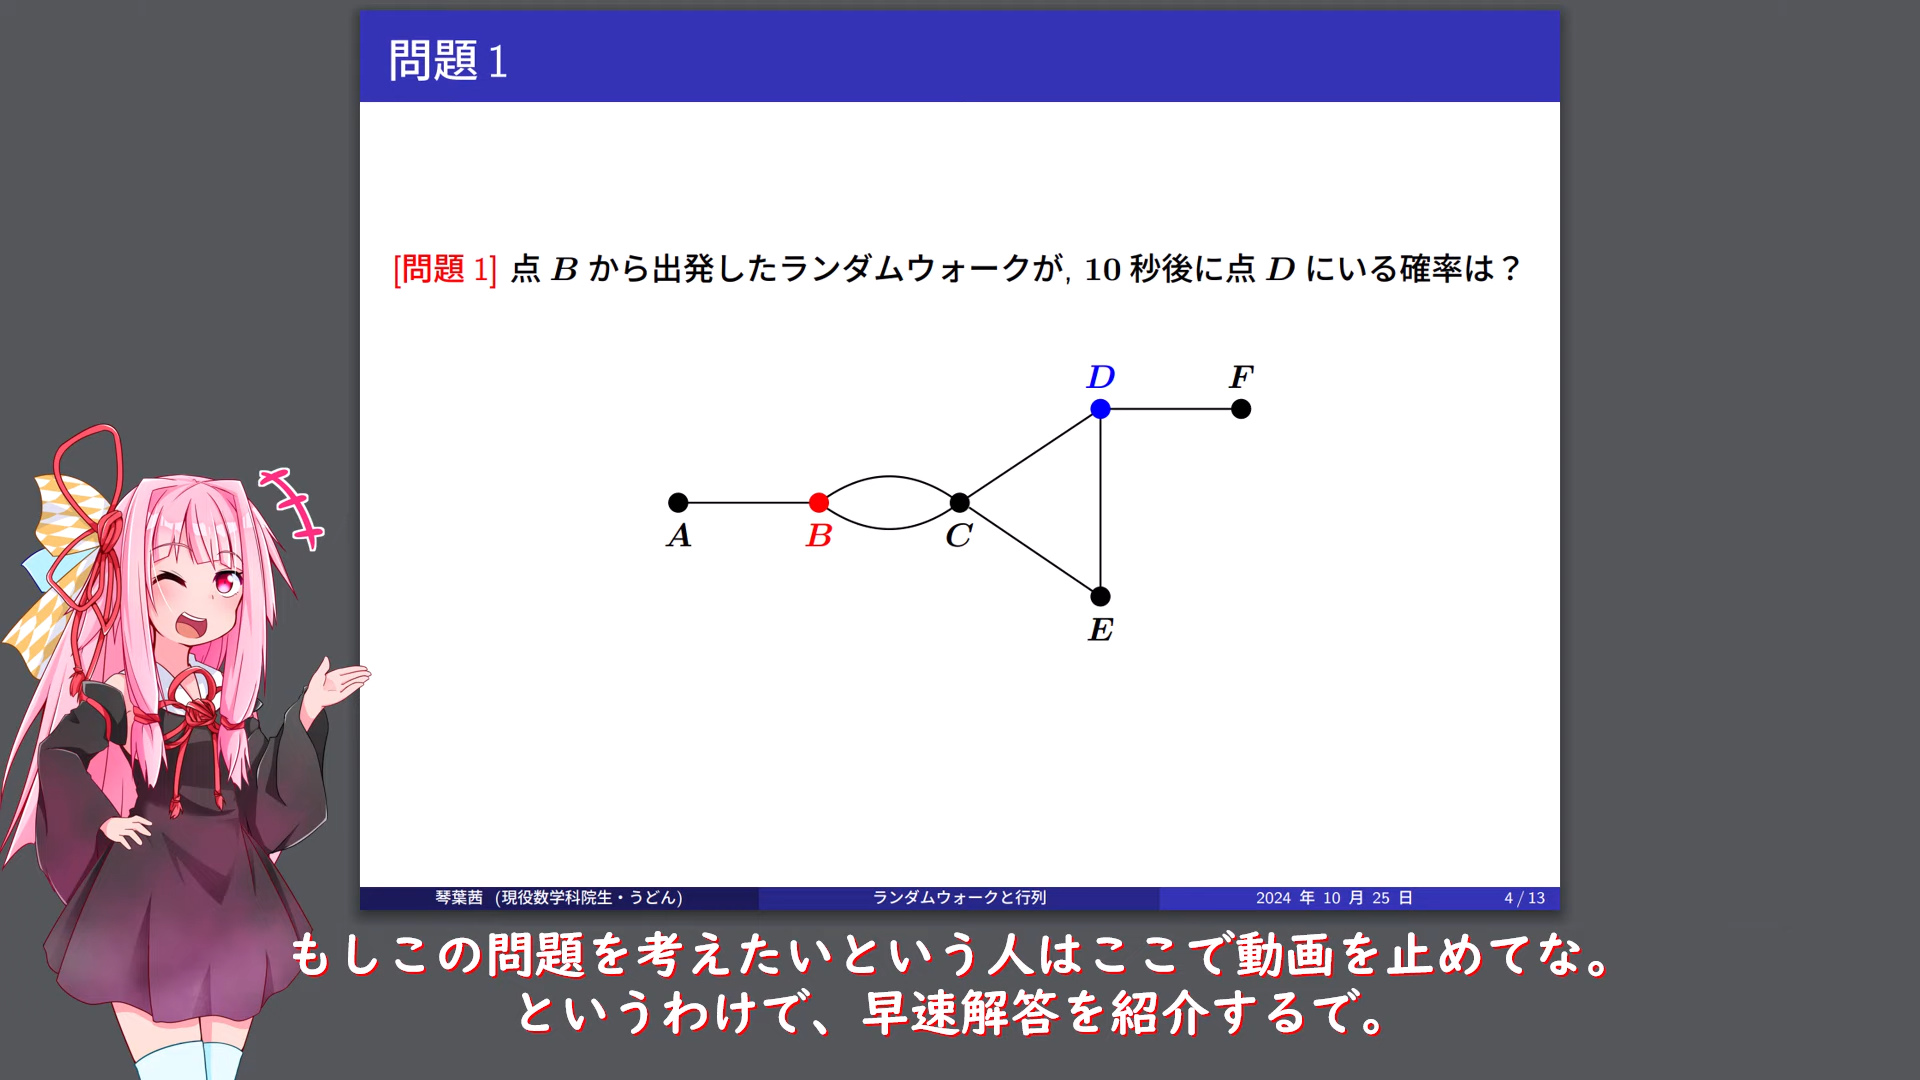 問題 1
[問題 1] 点 B から出発したランダムウォークが, 10 秒後に点 D にいる確率は？
D
F
A
B
C
E
琴葉茜 (現役数学科院生・うどん)
ランダムウォークと行列
2024 年 10 月 25 日
4 / 13
もしこの問題を考えたいという人はここで動画を止めてな。
というわけで、早速解答を紹介するで。